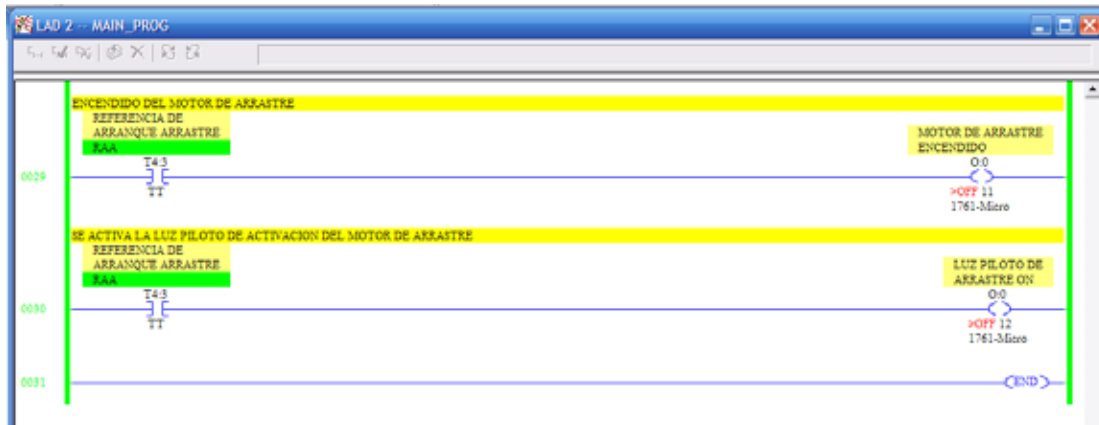 LAD 2 -- MAIN_PROG
ENCENDIDO DEL MOTOR DE ARRASTRE
REFERENCIA DE
ARRANQUE ARRASTRE
RAA
T4:3
TT
0029
MOTOR DE ARRASTRE
ENCENDIDO
O:0
>OFF 11
1761-Micro
SE ACTIVA LA LUZ PILOTO DE ACTIVACION DEL MOTOR DE ARRASTRE
REFERENCIA DE
ARRANQUE ARRASTRE
RAA
T4:3
TT
0030
LUZ PILOTO DE
ARRASTRE ON
O:0
>OFF 12
1761-Micro
0031
END